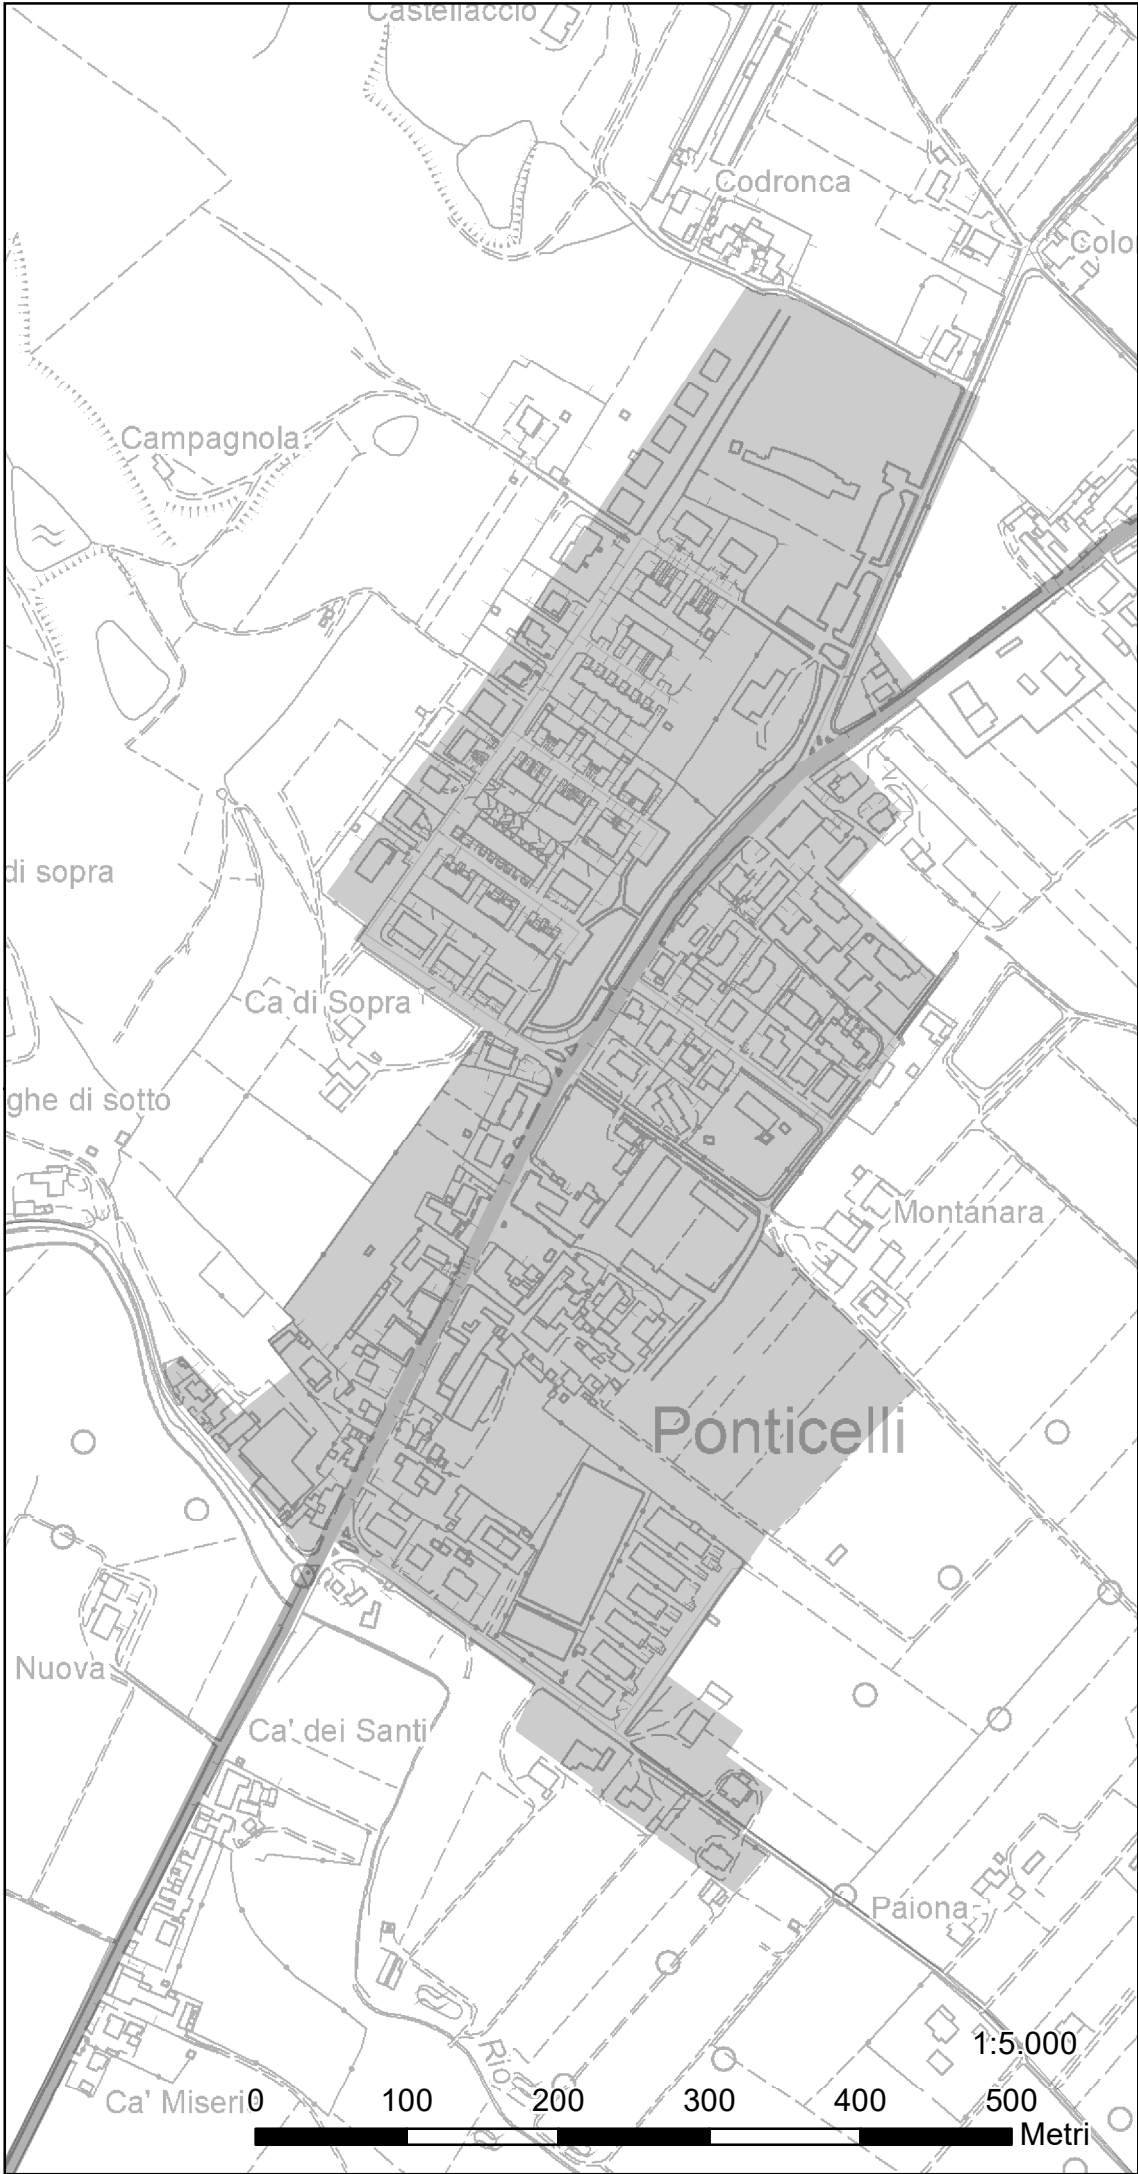 Castellaccio
Codronca
Colo
Campagnola
di sopra
Ca di Sopra
ghe di sotto
Montanara
Ponticelli
Nuova
Ca' dei Santi
Paiona
Rio
1:5.000
Ca' Miseri
0 100 200 300 400 500
Metri